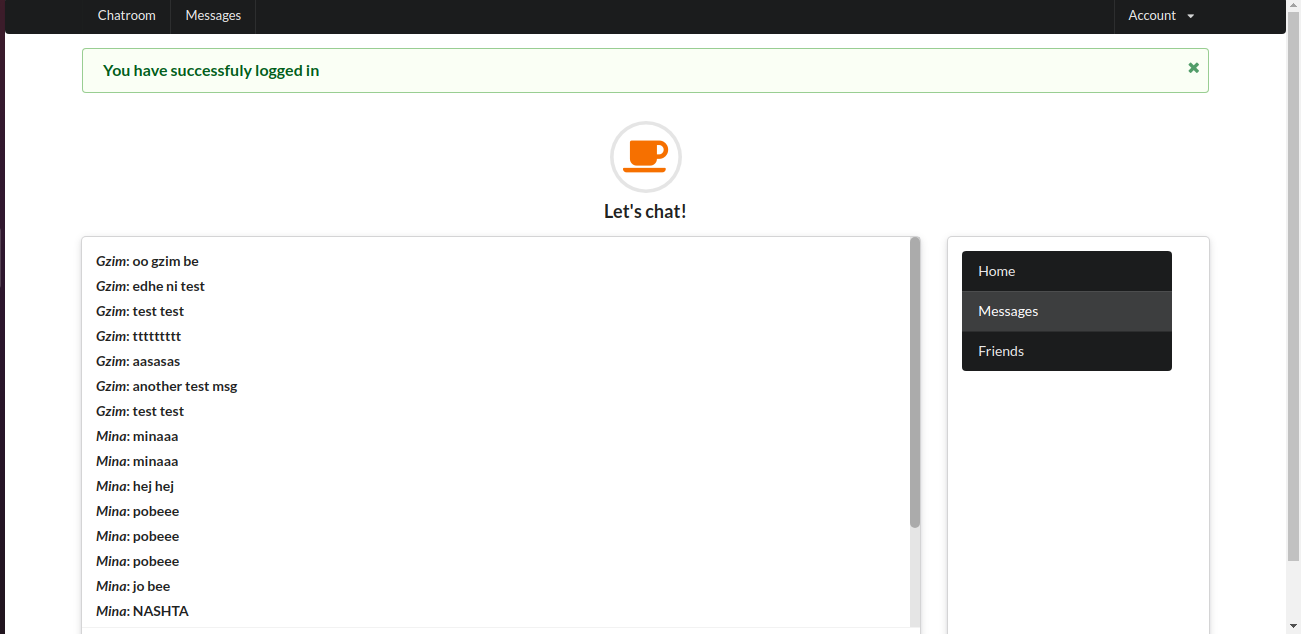 Chatroom Messages Account
You have successfuly logged in
Let's chat!
Gzim: oo gzim be
Gzim: edhe ni test
Gzim: test test
Gzim: ttttttttt
Gzim: aasasas
Gzim: another test msg
Gzim: test test
Mina: minaaa
Mina: minaaa
Mina: hej hej
Mina: pobeee
Mina: pobeee
Mina: pobeee
Mina: jo bee
Mina: NASHTA
Home
Messages
Friends